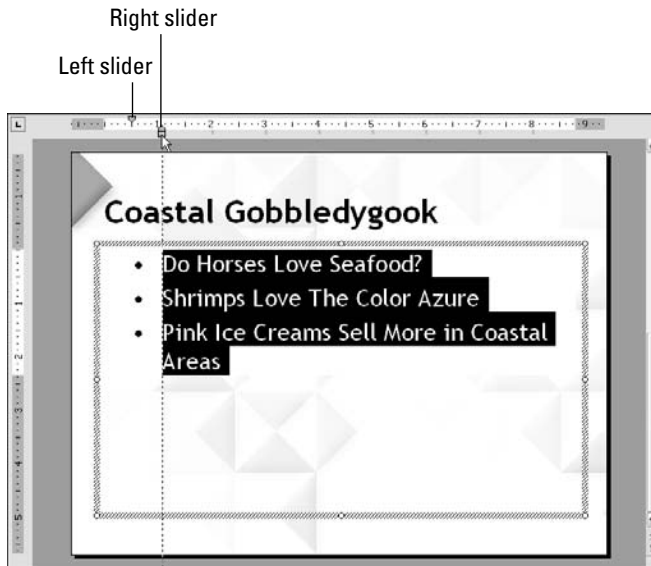 Right slider
Left slider
L
1 1 2 3 4 5 6 7 8 9
Coastal Gobbledygook
• Do Horses Love Seafood?
• Shrimps Love The Color Azure
• Pink Ice Creams Sell More in Coastal
Areas